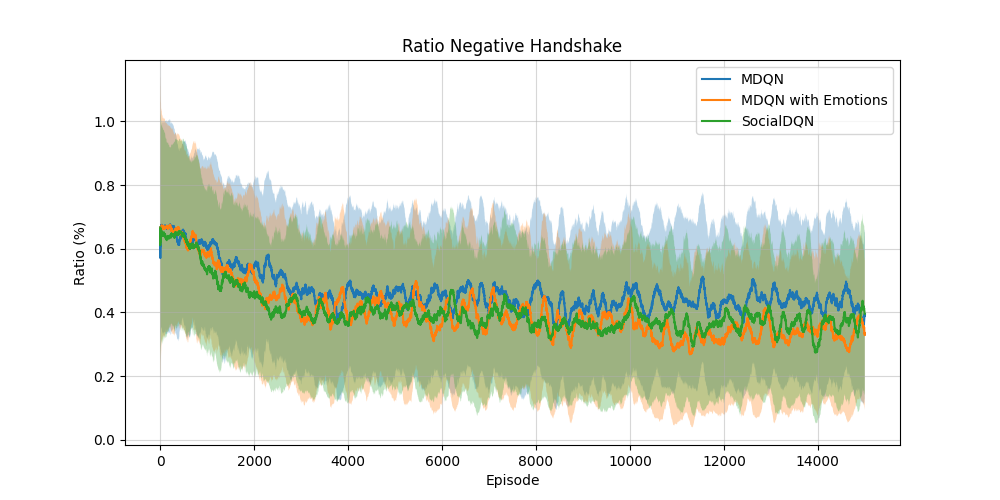 Ratio Negative Handshake
MDQN
MDQN with Emotions
SocialDQN
Ratio (%)
1.0
0.8
0.6
0.4
0.2
0.0
0 2000 4000 6000 8000 10000 12000 14000
Episode